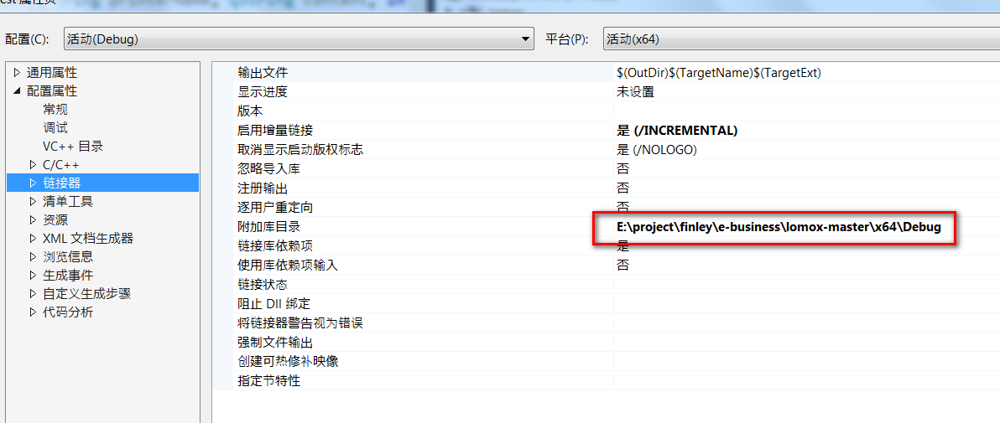 est 属性页
配置(C): 活动(Debug) 平台(P): 活动(x64)
通用属性
配置属性
常规
调试
VC++ 目录
C/C++
链接器
清单工具
资源
XML 文档生成器
浏览信息
生成事件
自定义生成步骤
代码分析
输出文件 $(OutDir)$(TargetName)$(TargetExt)
显示进度 未设置
版本
启用增量链接 是 (/INCREMENTAL)
取消显示启动版权标志 是 (/NOLOGO)
忽略导入库 否
注册输出 否
逐用户重定向 否
附加库目录 E:\project\finley\e-business\lomox-master\x64\Debug
链接库依赖项 是
使用库依赖项输入 否
链接状态
阻止 Dll 绑定
将链接器警告视为错误
强制文件输出
创建可热修补映像
指定节特性